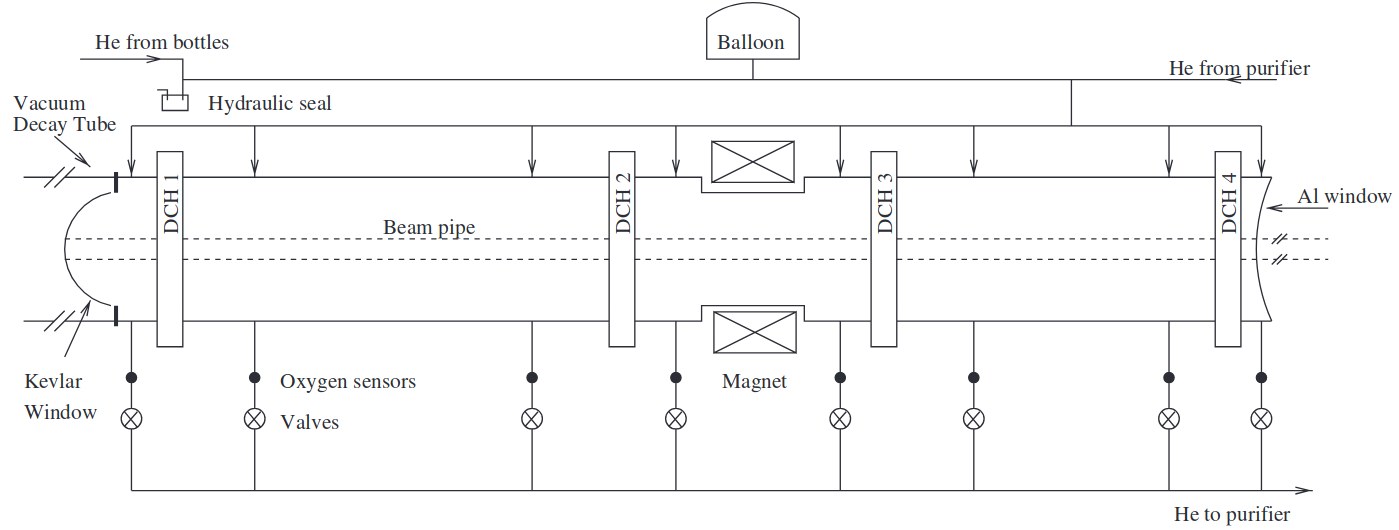 He from bottles
Balloon
He from purifier
Vacuum
Decay Tube
Hydraulic seal
DCH 1
DCH 2
DCH 3
DCH 4
Al window
Beam pipe
Kevlar
Window
Oxygen sensors
Valves
Magnet
He to purifier